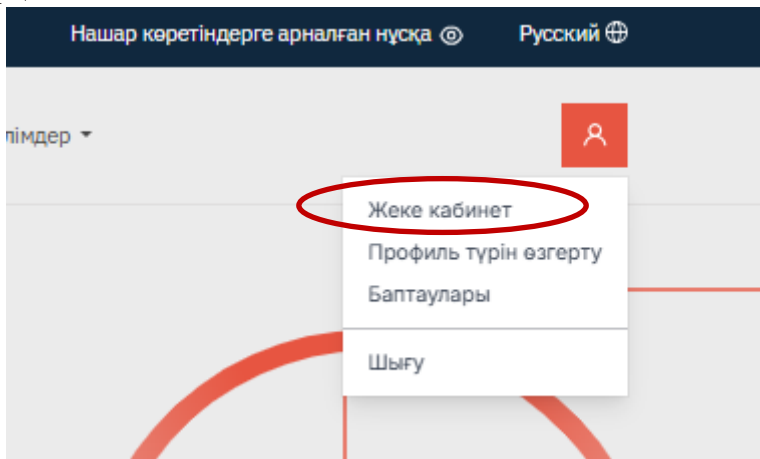 Нашар көретіндерге арналған нұсқа Русский
лімдер
Жеке кабинет
Профиль түрін өзгерту
Баптаулары
Шығу